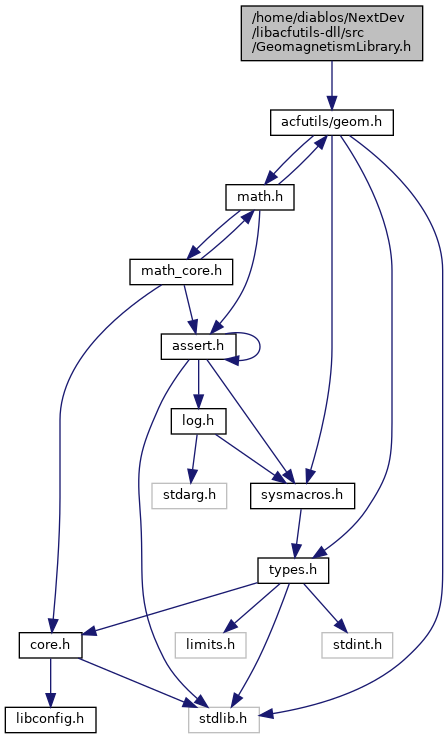 /home/diablos/NextDev
/libacfutils-dll/src
/GeomagnetismLibrary.h
acfutils/geom.h
math.h
math_core.h
assert.h
log.h
stdarg.h
sysmacros.h
types.h
core.h
limits.h
stdint.h
libconfig.h
stdlib.h